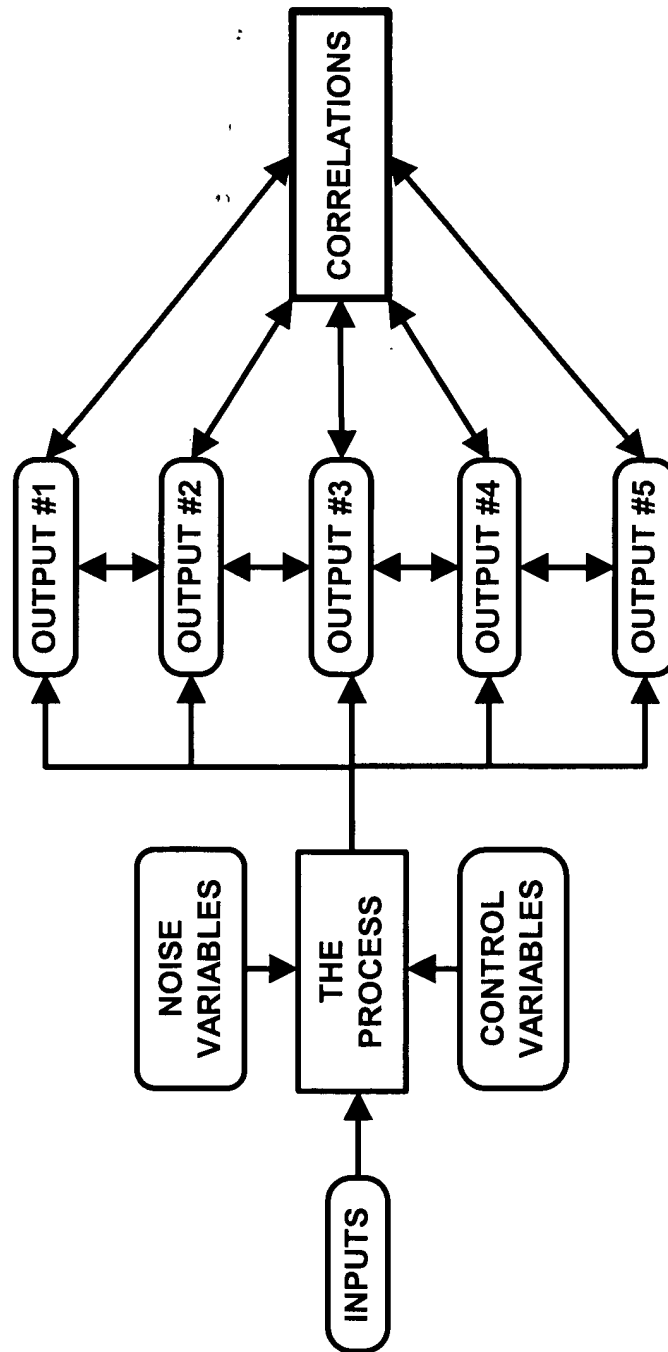 INPUTS
NOISE
VARIABLES
THE
PROCESS
CONTROL
VARIABLES
OUTPUT #1
OUTPUT #2
OUTPUT #3
OUTPUT #4
OUTPUT #5
CORRELATIONS